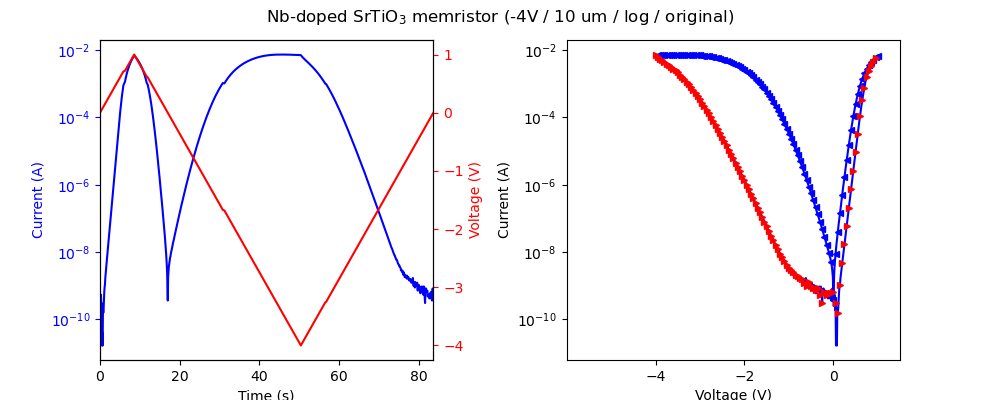 Nb-doped SrTiO₃ memristor (-4V / 10 um / log / original)
Current (A)
10⁻²
10⁻⁴
10⁻⁶
10⁻⁸
10⁻¹⁰
0 20 40 60 80
Time (s)
1
0
−1
−2
−3
−4
Voltage (V)
Current (A)
10⁻²
10⁻⁴
10⁻⁶
10⁻⁸
10⁻¹⁰
−4 −2 0
Voltage (V)